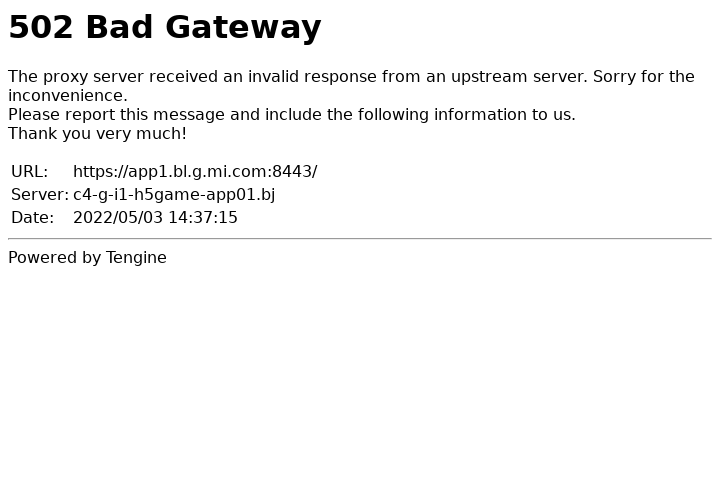 502 Bad Gateway
The proxy server received an invalid response from an upstream server. Sorry for the
inconvenience.
Please report this message and include the following information to us.
Thank you very much!
URL: https://app1.bl.g.mi.com:8443/
Server: c4-g-i1-h5game-app01.bj
Date: 2022/05/03 14:37:15
Powered by Tengine